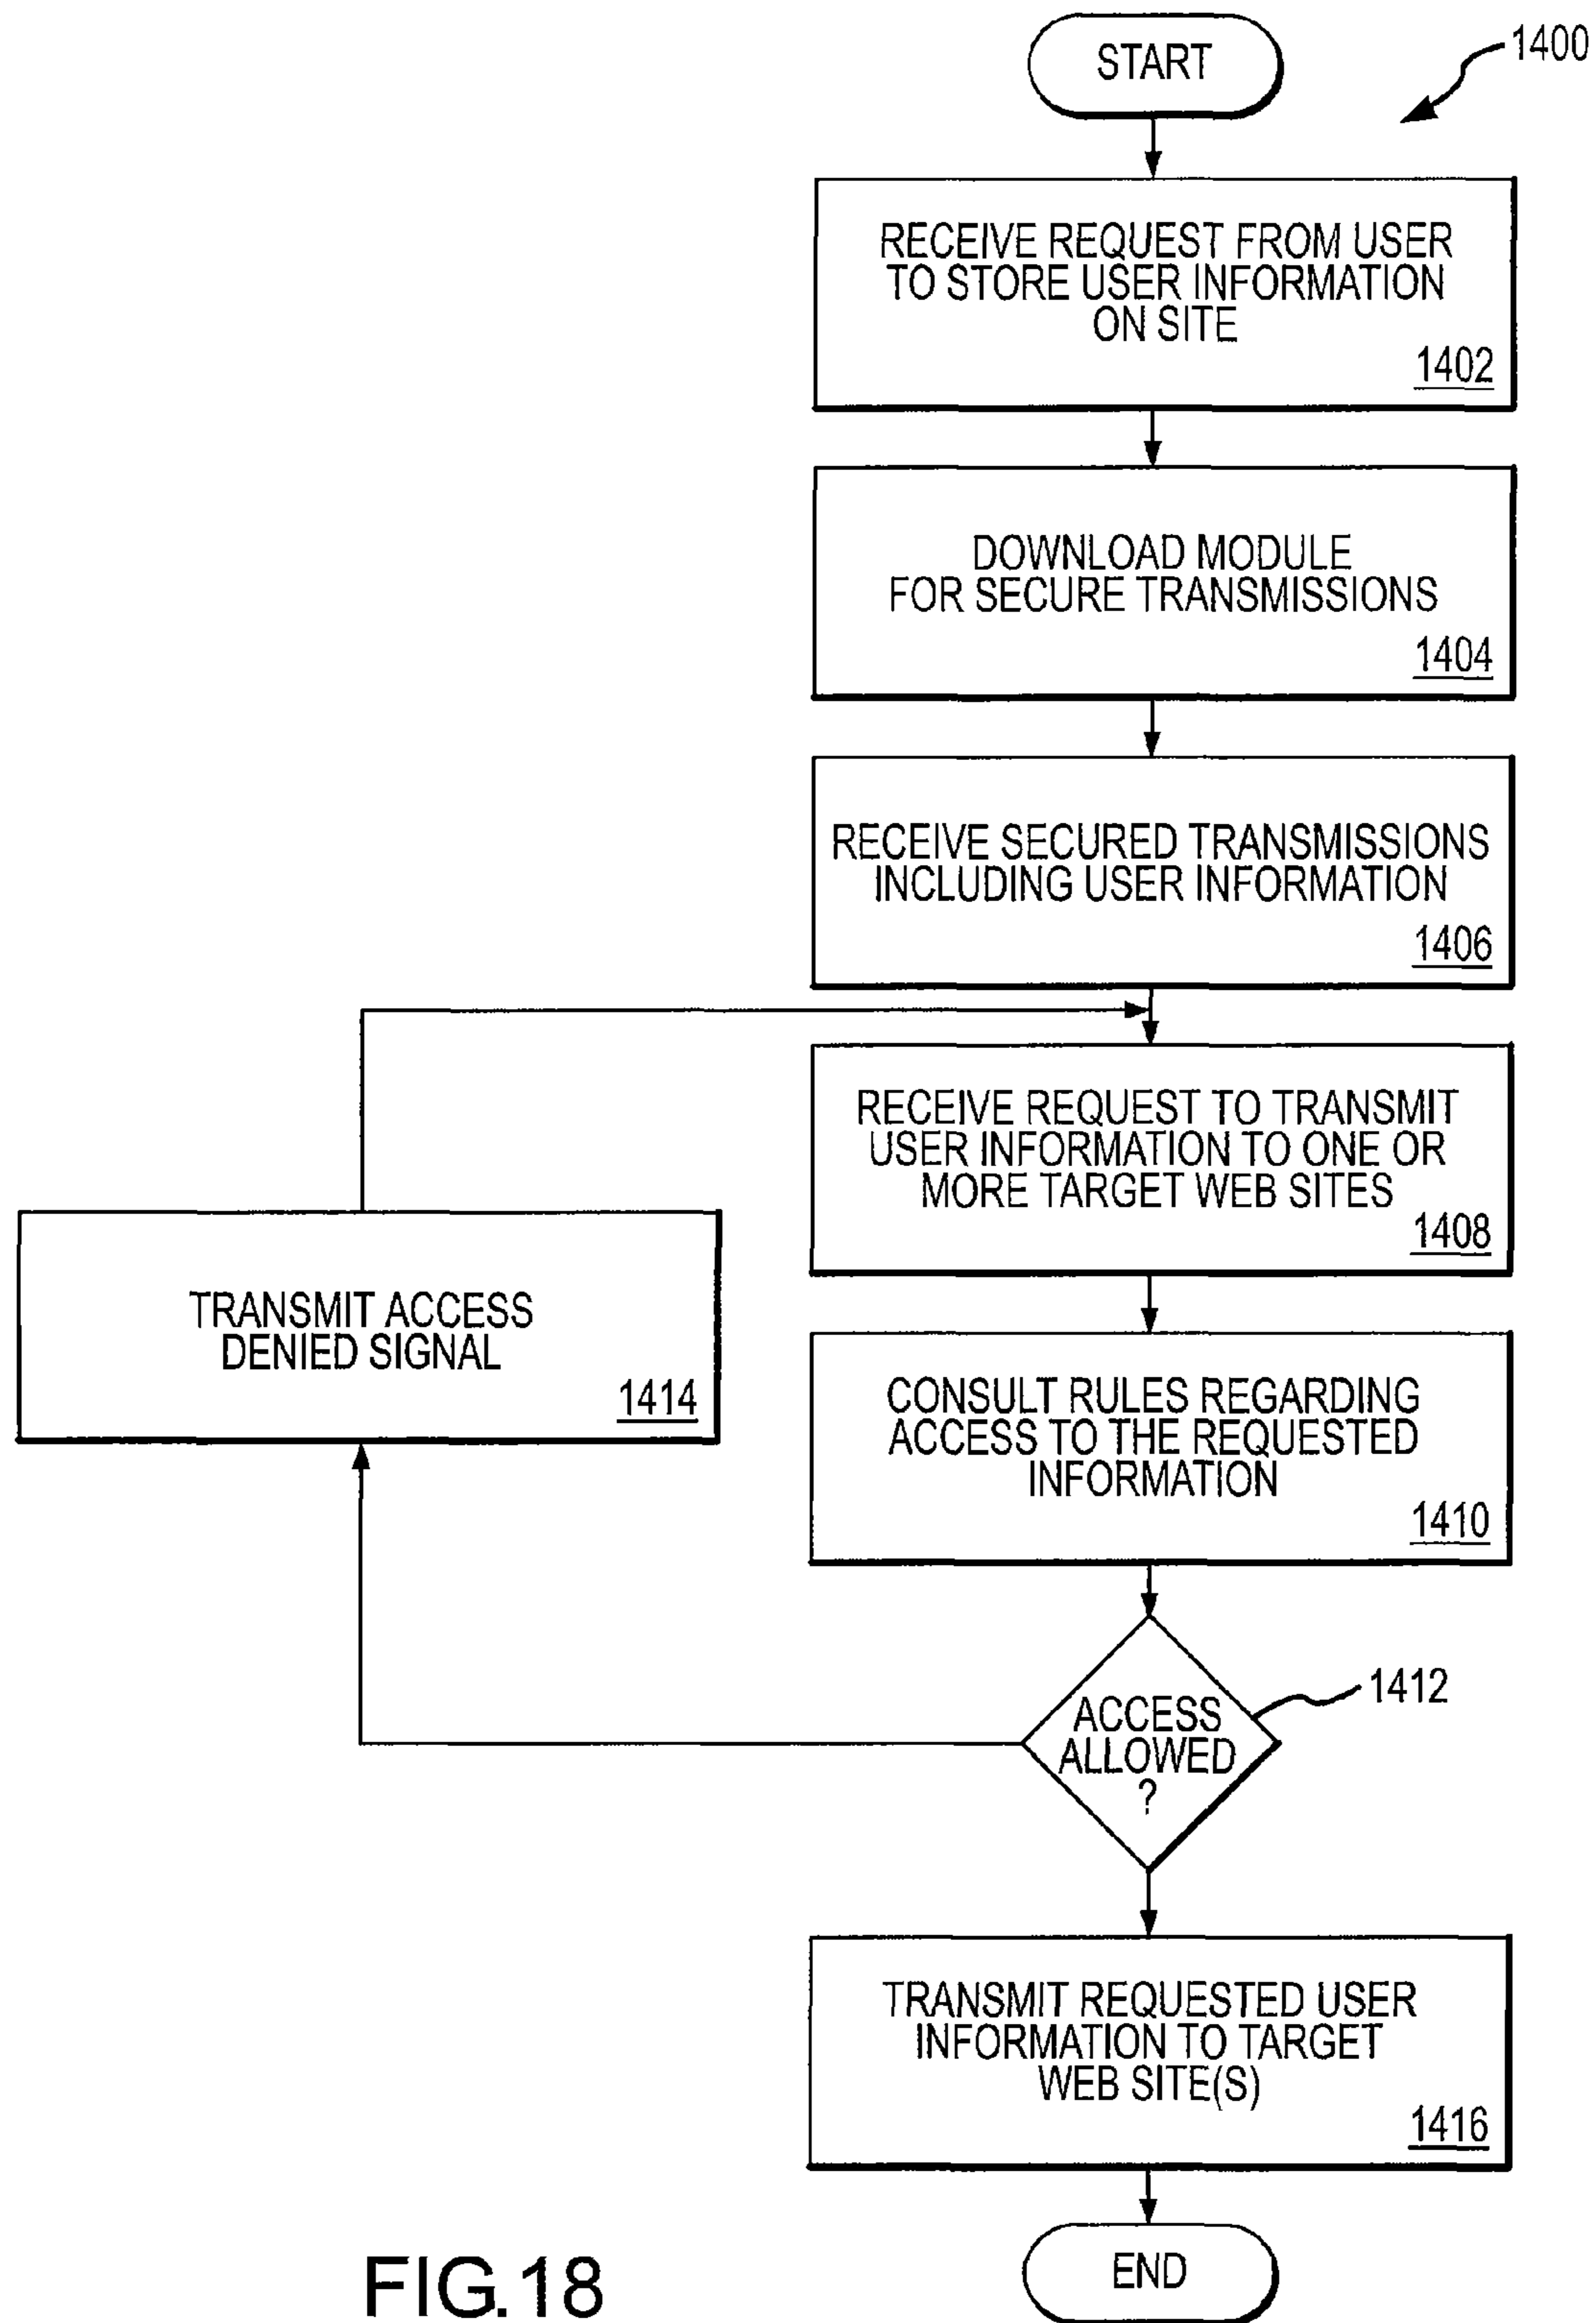 START
1400
RECEIVE REQUEST FROM USER
TO STORE USER INFORMATION
ON SITE
1402
DOWNLOAD MODULE
FOR SECURE TRANSMISSIONS
1404
RECEIVE SECURED TRANSMISSIONS
INCLUDING USER INFORMATION
1406
RECEIVE REQUEST TO TRANSMIT
USER INFORMATION TO ONE OR
MORE TARGET WEB SITES
1408
TRANSMIT ACCESS
DENIED SIGNAL
1414
CONSULT RULES REGARDING
ACCESS TO THE REQUESTED
INFORMATION
1410
ACCESS
ALLOWED
?
1412
TRANSMIT REQUESTED USER
INFORMATION TO TARGET
WEB SITE(S)
1416
END
FIG.18